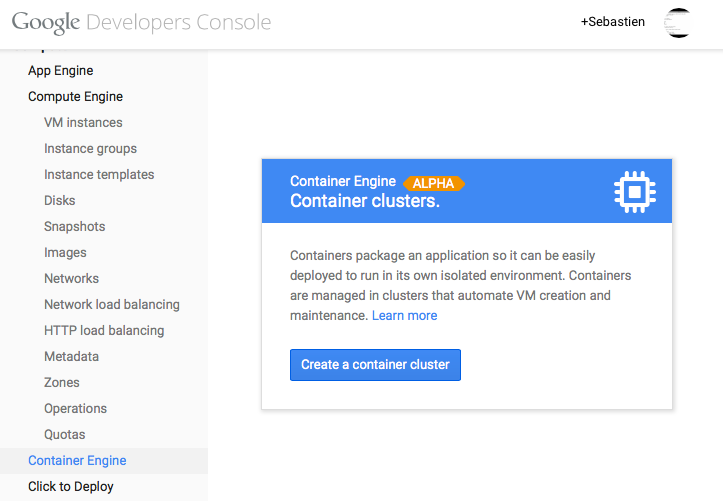 Google Developers Console
+Sebastien
App Engine
Compute Engine
VM instances
Instance groups
Instance templates
Disks
Snapshots
Images
Networks
Network load balancing
HTTP load balancing
Metadata
Zones
Operations
Quotas
Container Engine
Click to Deploy
Container Engine ALPHA
Container clusters.
Containers package an application so it can be easily
deployed to run in its own isolated environment. Containers
are managed in clusters that automate VM creation and
maintenance. Learn more
Create a container cluster